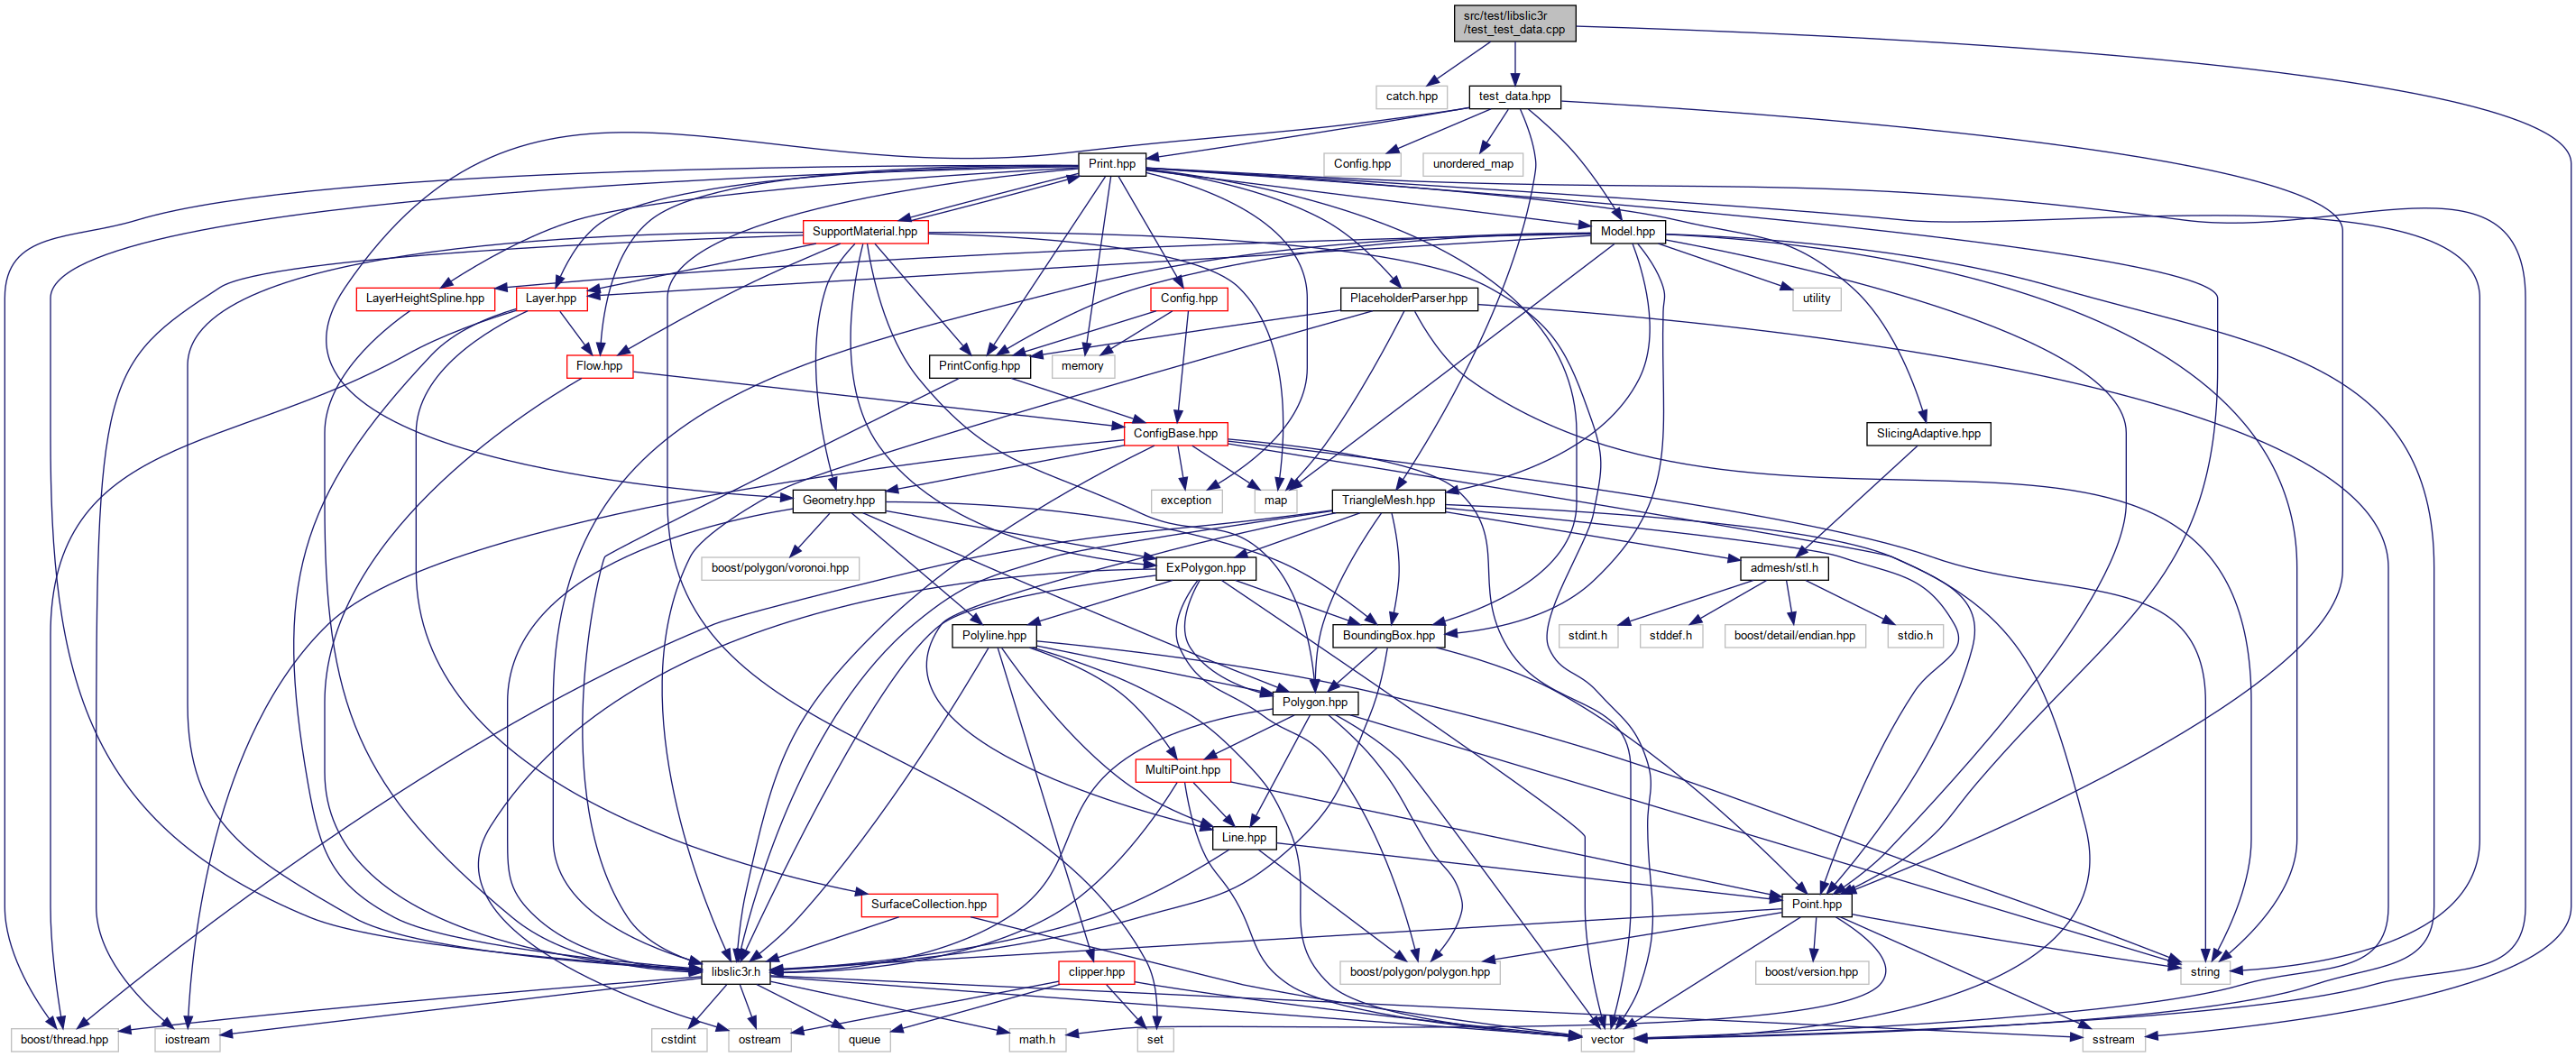 src/test/libslic3r
/test_test_data.cpp
catch.hpp
test_data.hpp
Print.hpp
Config.hpp
unordered_map
SupportMaterial.hpp
Model.hpp
LayerHeightSpline.hpp
Layer.hpp
Config.hpp
PlaceholderParser.hpp
utility
Flow.hpp
PrintConfig.hpp
memory
ConfigBase.hpp
SlicingAdaptive.hpp
Geometry.hpp
exception
map
TriangleMesh.hpp
boost/polygon/voronoi.hpp
ExPolygon.hpp
admesh/stl.h
Polyline.hpp
BoundingBox.hpp
stdint.h
stddef.h
boost/detail/endian.hpp
stdio.h
Polygon.hpp
MultiPoint.hpp
Line.hpp
SurfaceCollection.hpp
Point.hpp
libslic3r.h
clipper.hpp
boost/polygon/polygon.hpp
boost/version.hpp
string
boost/thread.hpp
iostream
cstdint
ostream
queue
math.h
set
vector
sstream